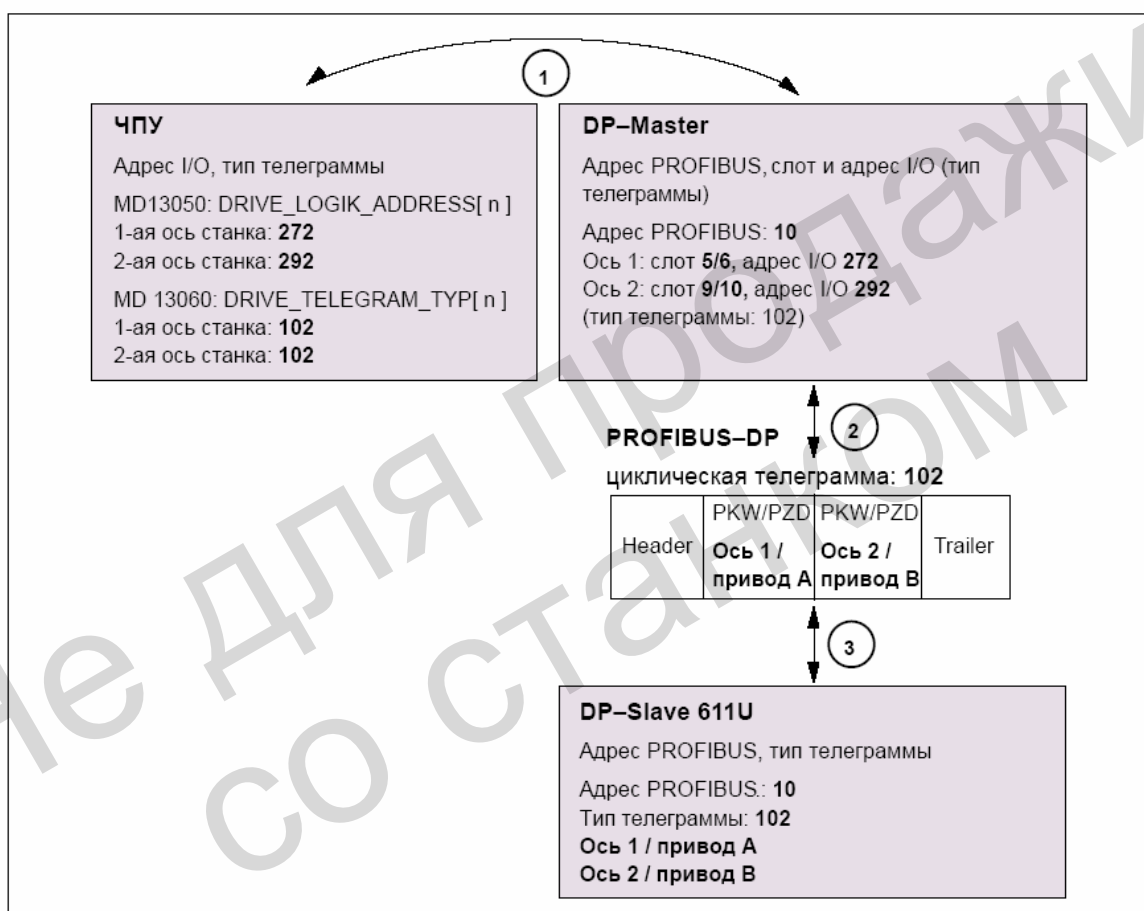 1
ЧПУ
Адрес I/O, тип телеграммы
MD13050: DRIVE_LOGIK_ADDRESS[ n ]
1-ая ось станка: 272
2-ая ось станка: 292
MD 13060: DRIVE_TELEGRAM_TYP[ n ]
1-ая ось станка: 102
2-ая ось станка: 102
DP–Master
Адрес PROFIBUS, слот и адрес I/O (тип
телеграммы)
Адрес PROFIBUS: 10
Ось 1: слот 5/6, адрес I/O 272
Ось 2: слот 9/10, адрес I/O 292
(тип телеграммы: 102)
2
PROFIBUS–DP
циклическая телеграмма: 102
Header
PKW/PZD
Ось 1 /
привод A
PKW/PZD
Ось 2 /
привод B
Trailer
3
DP–Slave 611U
Адрес PROFIBUS, тип телеграммы
Адрес PROFIBUS.: 10
Тип телеграммы: 102
Ось 1 / привод A
Ось 2 / привод B
Не для продажи
со станком